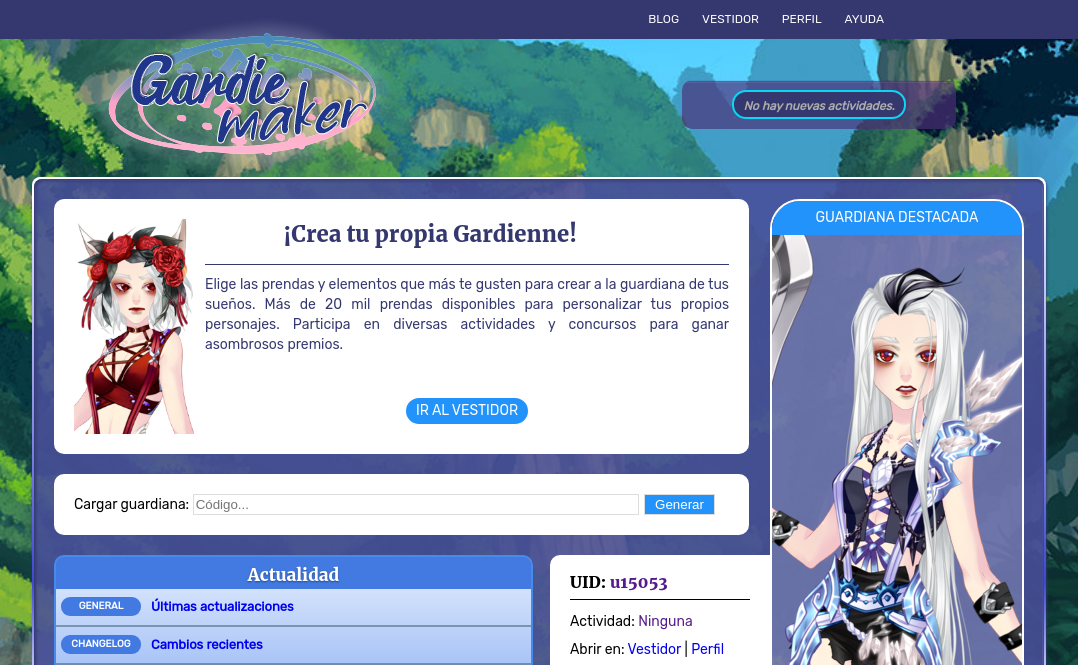 BLOG VESTIDOR PERFIL AYUDA
Gardie
maker
No hay nuevas actividades.
¡Crea tu propia Gardienne!
Elige las prendas y elementos que más te gusten para crear a la guardiana de tus
sueños. Más de 20 mil prendas disponibles para personalizar tus propios
personajes. Participa en diversas actividades y concursos para ganar
asombrosos premios.
IR AL VESTIDOR
GUARDIANA DESTACADA
Cargar guardiana: Código... Generar
Actualidad
GENERAL Últimas actualizaciones
CHANGELOG Cambios recientes
UID: u15053
Actividad: Ninguna
Abrir en: Vestidor | Perfil